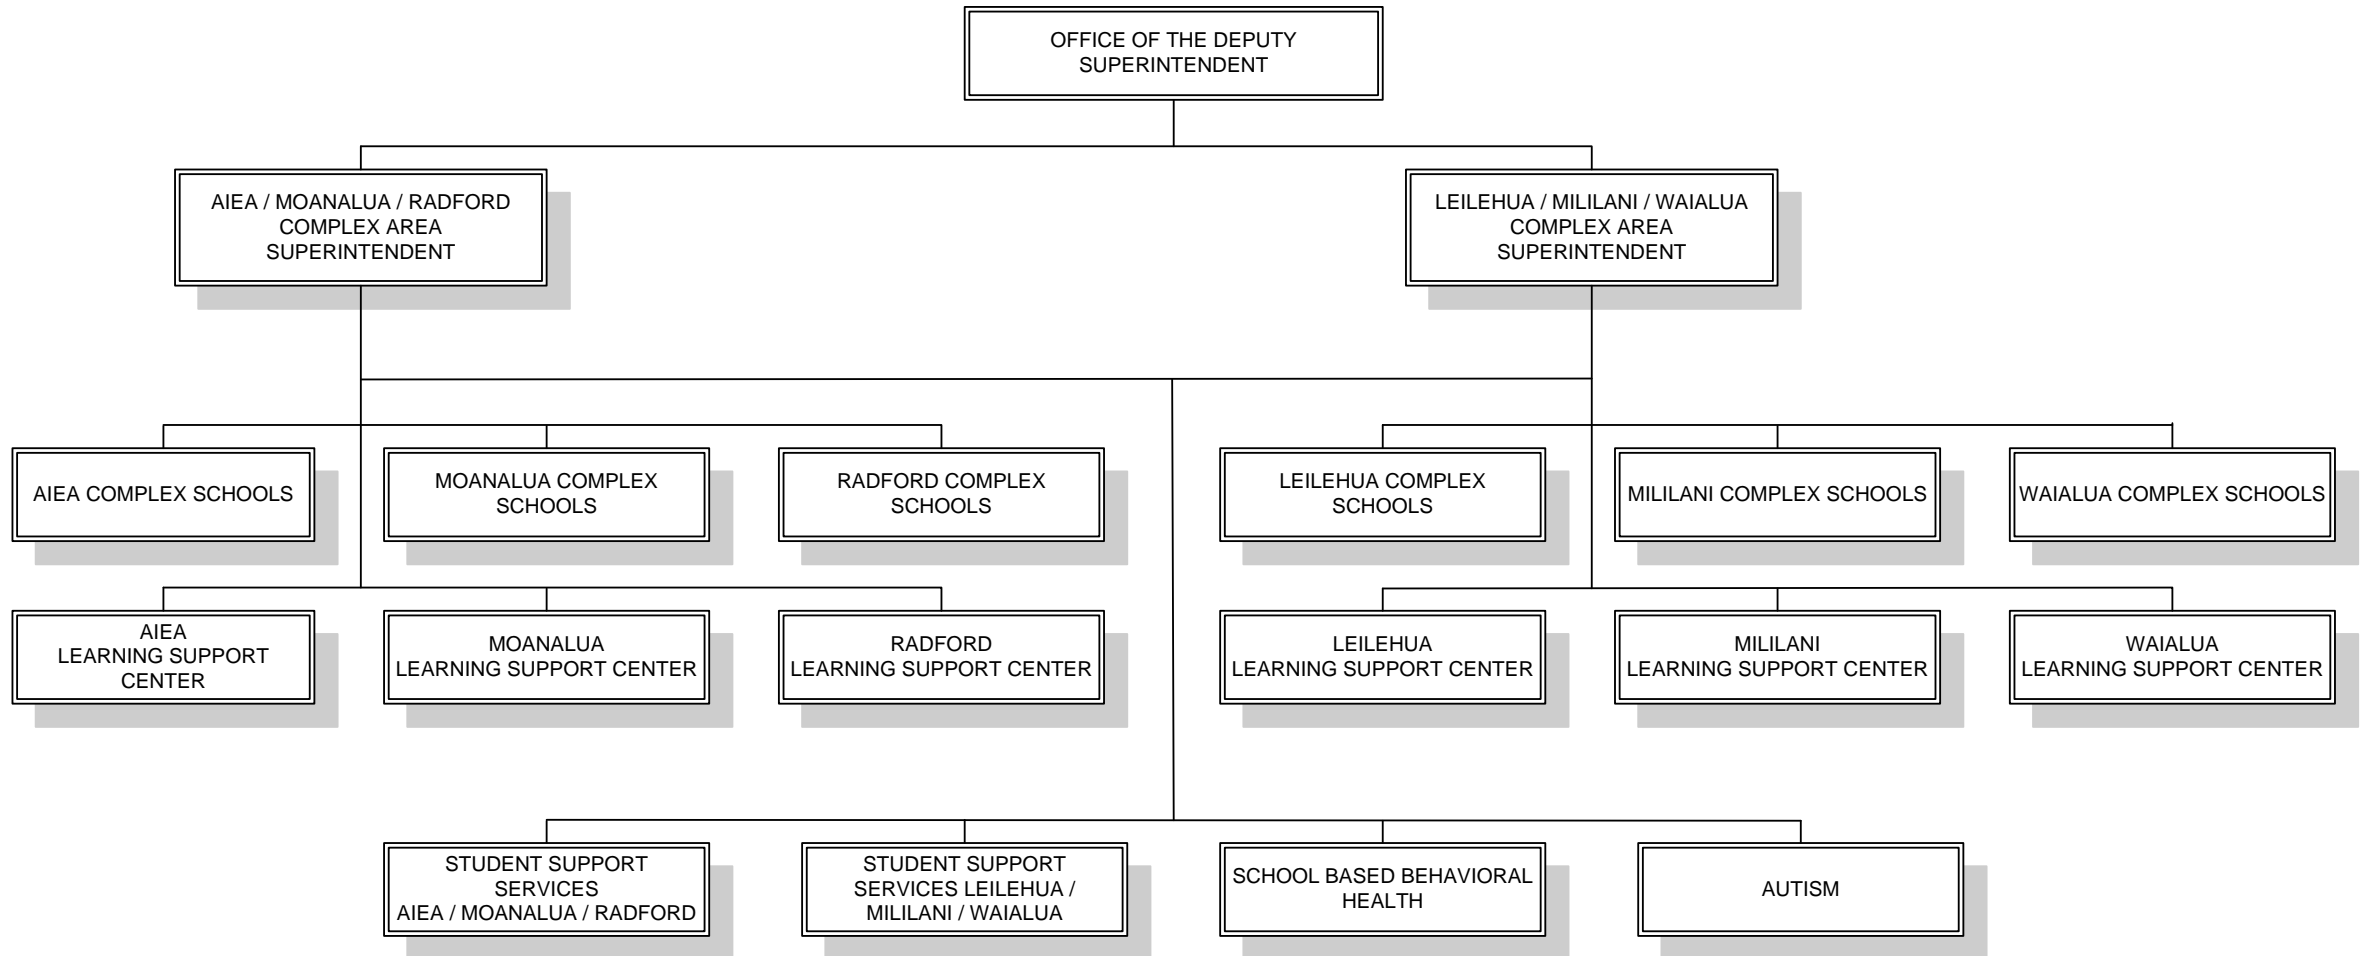 OFFICE OF THE DEPUTY
SUPERINTENDENT
AIEA / MOANALUA / RADFORD
COMPLEX AREA
SUPERINTENDENT
LEILEHUA / MILILANI / WAIALUA
COMPLEX AREA
SUPERINTENDENT
AIEA COMPLEX SCHOOLS
MOANALUA COMPLEX
SCHOOLS
RADFORD COMPLEX
SCHOOLS
LEILEHUA COMPLEX
SCHOOLS
MILILANI COMPLEX SCHOOLS
WAIALUA COMPLEX SCHOOLS
AIEA
LEARNING SUPPORT
CENTER
MOANALUA
LEARNING SUPPORT CENTER
RADFORD
LEARNING SUPPORT CENTER
LEILEHUA
LEARNING SUPPORT CENTER
MILILANI
LEARNING SUPPORT CENTER
WAIALUA
LEARNING SUPPORT CENTER
STUDENT SUPPORT
SERVICES
AIEA / MOANALUA / RADFORD
STUDENT SUPPORT
SERVICES LEILEHUA /
MILILANI / WAIALUA
SCHOOL BASED BEHAVIORAL
HEALTH
AUTISM